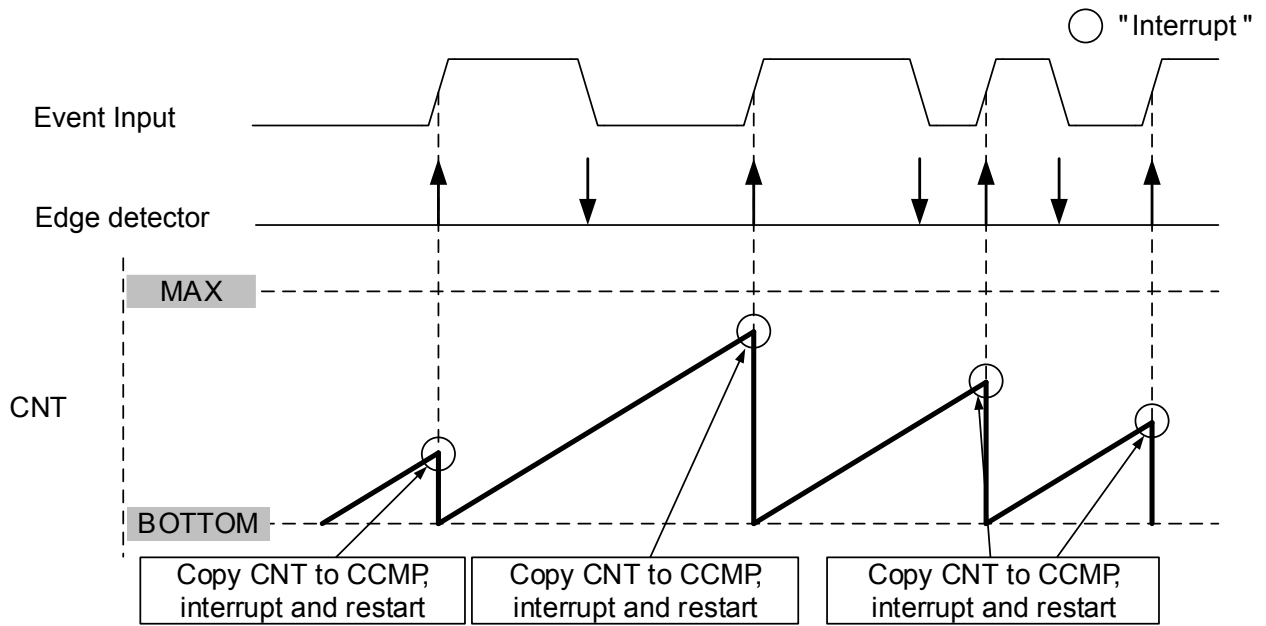 "Interrupt"
Event Input
Edge detector
MAX
CNT
BOTTOM
Copy CNT to CCMP,
interrupt and restart
Copy CNT to CCMP,
interrupt and restart
Copy CNT to CCMP,
interrupt and restart